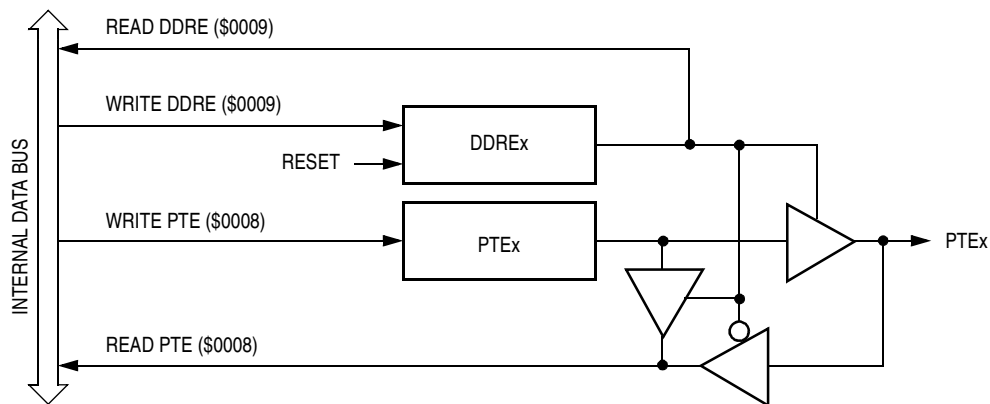 READ DDRE ($0009)
WRITE DDRE ($0009)
DDREx
RESET
WRITE PTE ($0008)
PTEx
PTEx
READ PTE ($0008)
INTERNAL DATA BUS